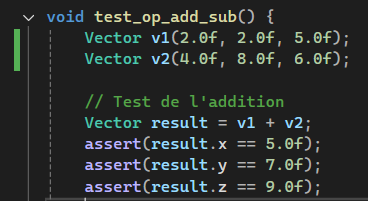 void test_op_add_sub() {
Vector v1(2.0f, 2.0f, 5.0f);
Vector v2(4.0f, 8.0f, 6.0f);
// Test de l'addition
Vector result = v1 + v2;
assert(result.x == 5.0f);
assert(result.y == 7.0f);
assert(result.z == 9.0f);